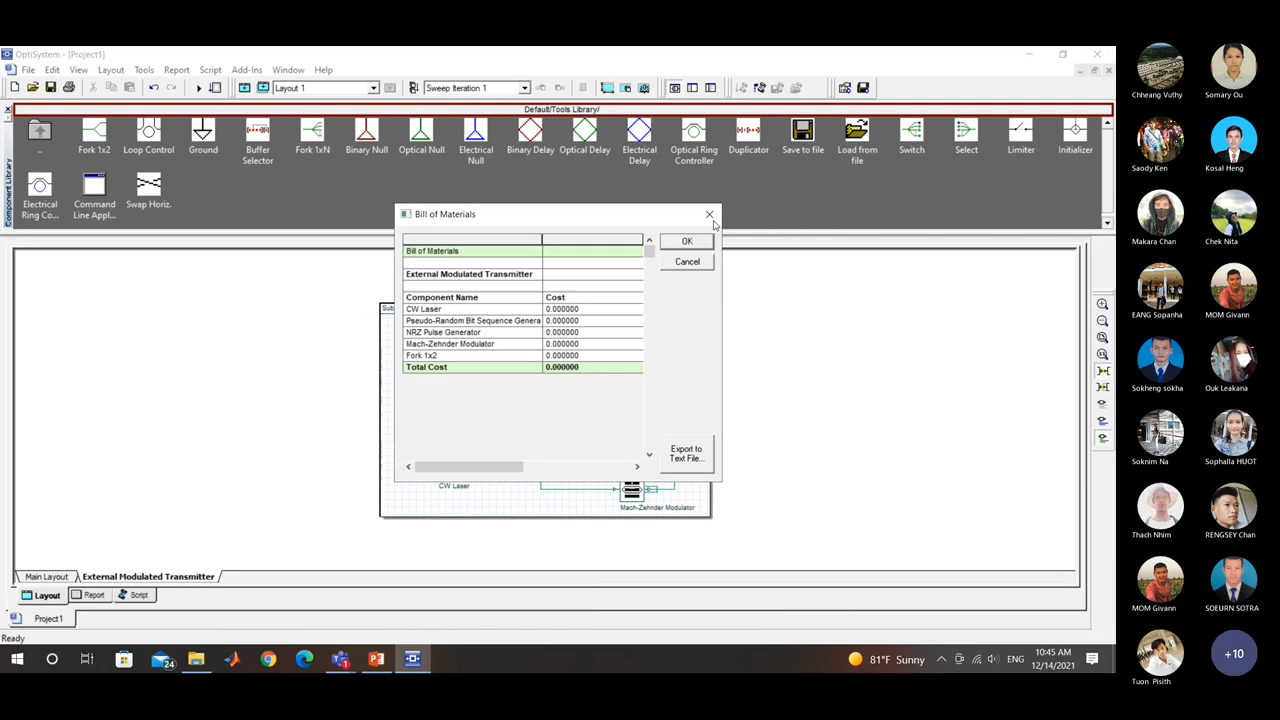 OptiSystem - [Project1]
File Edit View Layout Tools Report Script Add-Ins Window Help
Layout 1
Sweep Iteration 1
Default/Tools Library/
Component Library
..
Fork 1x2
Loop Control
Ground
Buffer
Selector
Fork 1xN
Binary Null
Optical Null
Electrical
Null
Binary Delay
Optical Delay
Electrical
Delay
Optical Ring
Controller
Duplicator
Save to file
Load from
file
Switch
Select
Limiter
Initializer
Electrical
Ring Co...
Command
Line Appl...
Swap Horiz.
Bill of Materials
Bill of Materials
External Modulated Transmitter
Component Name Cost
CW Laser 0.000000
Pseudo-Random Bit Sequence Genera 0.000000
NRZ Pulse Generator 0.000000
Mach-Zehnder Modulator 0.000000
Fork 1x2 0.000000
Total Cost 0.000000
OK
Cancel
Export to
Text File...
Sub
CW Laser
Mach-Zehnder Modulator
Main Layout External Modulated Transmitter
Layout Report Script
Project1
Ready
24
1
81°F Sunny
ENG
10:45 AM
12/14/2021
Chheang Vuthy
Somary Ou
Saody Ken
Kosal Heng
Makara Chan
Chek Nita
EANG Sopanha
MOM Givann
Sokheng sokha
Ouk Leakana
Soknim Na
Sophalla HUOT
Thach Nhim
RENGSEY Chan
MOM Givann
SOEURN SOTRA
Tuon Pisith
+10